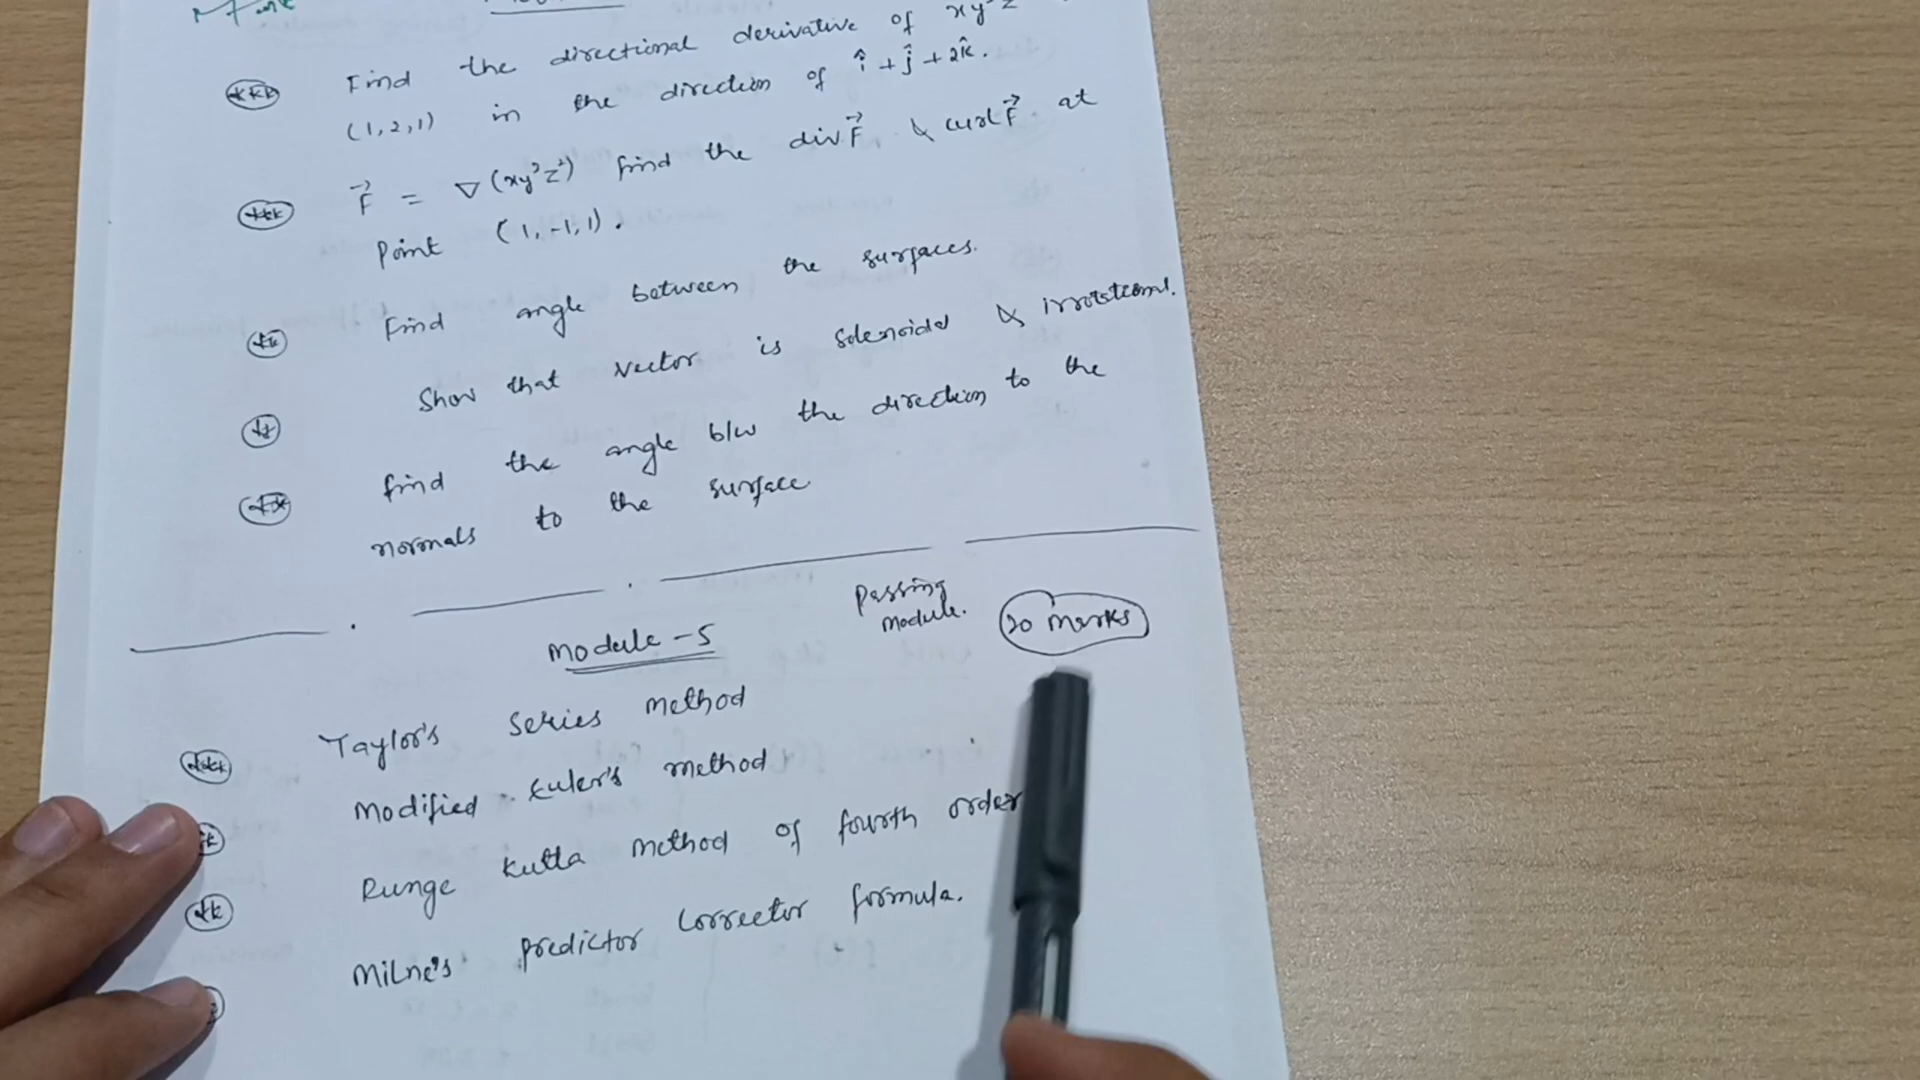 Find the directional derivative of
(1,2,1) in the direction of î + ĵ + 2k̂.
F⃗ = ∇(xy³z²) find the div F⃗ & curl F⃗ at
point (1,-1,1).
Find angle between the surfaces.
Show that vector is solenoidal &
find the angle b/w the direction to the
normals to the surface
Module-5 Passing module. 20 marks
Taylor's series method
Modified Euler's method
Runge kutta method of fourth order
Milne's predictor corrector formula.